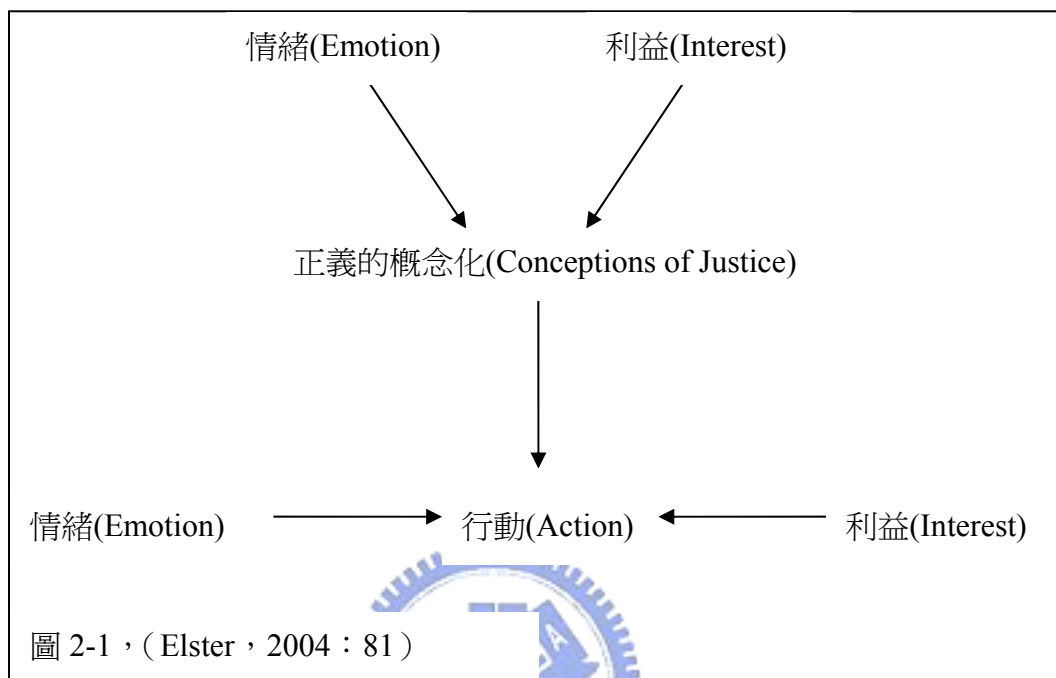 情緒(Emotion) 利益(Interest)
正義的概念化(Conceptions of Justice)
情緒(Emotion) 行動(Action) 利益(Interest)
圖 2-1，（Elster，2004：81）